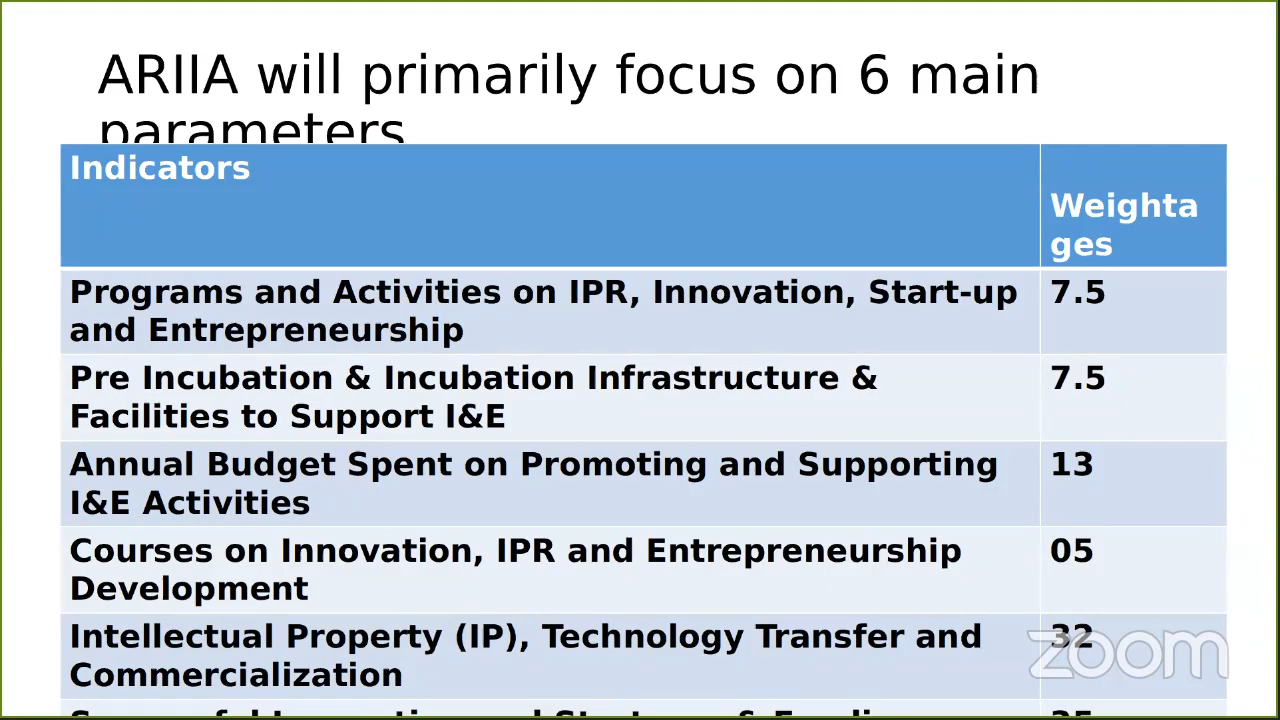 ARIIA will primarily focus on 6 main
parameters
Indicators
Weighta
ges
Programs and Activities on IPR, Innovation, Start-up
and Entrepreneurship
7.5
Pre Incubation & Incubation Infrastructure &
Facilities to Support I&E
7.5
Annual Budget Spent on Promoting and Supporting
I&E Activities
13
Courses on Innovation, IPR and Entrepreneurship
Development
05
Intellectual Property (IP), Technology Transfer and
Commercialization
32
zoom